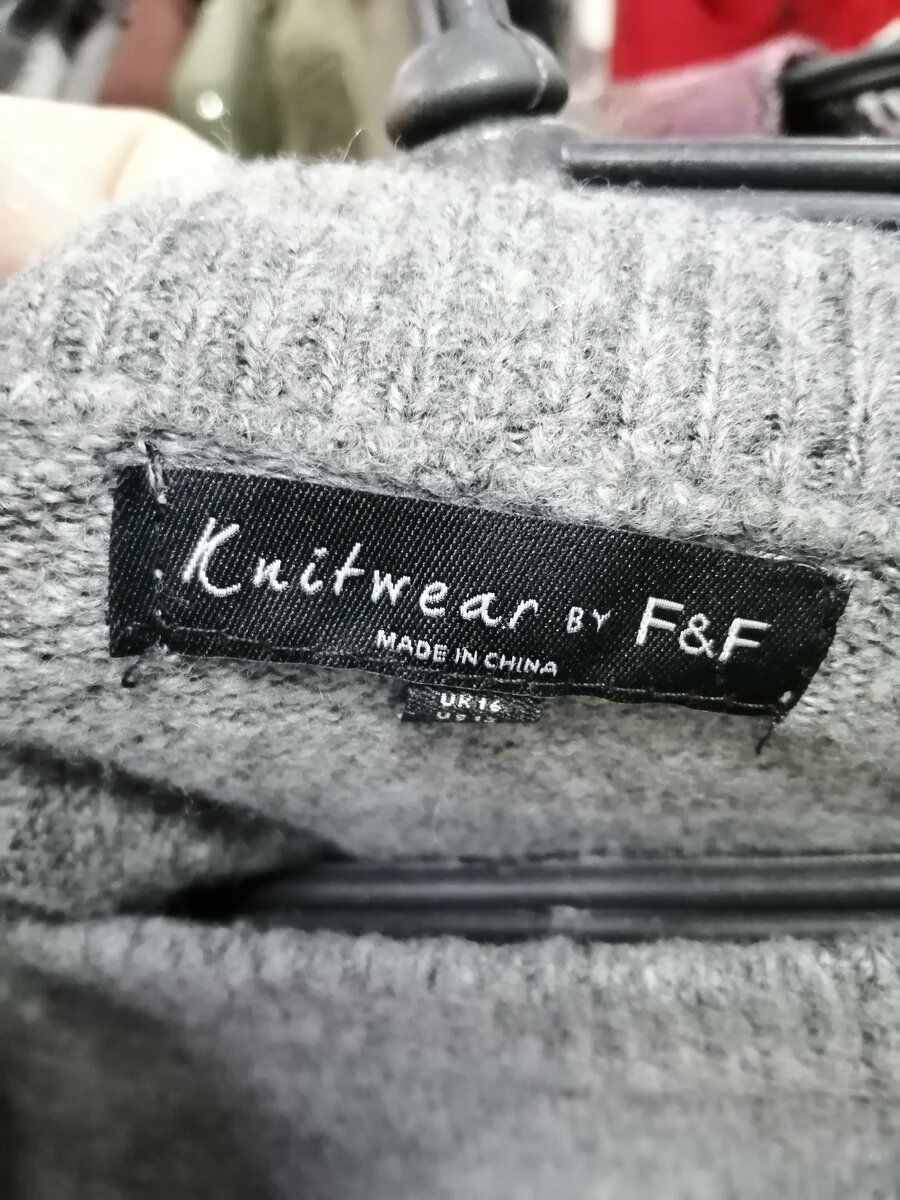 Knitwear BY F&F
MADE IN CHINA
UK 16